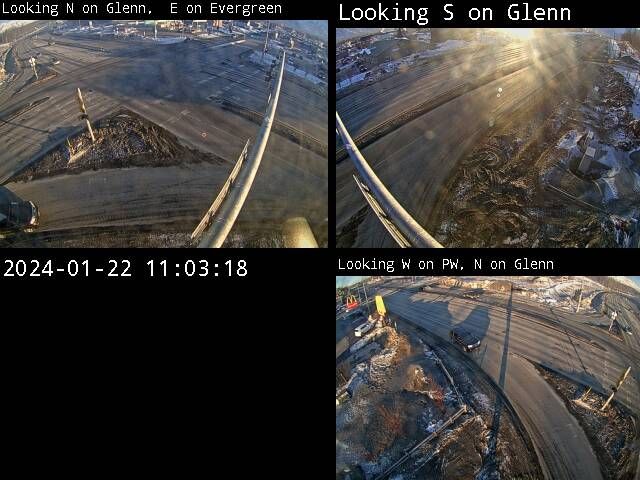 Looking N on Glenn,  E on Evergreen
Looking S on Glenn
2024-01-22 11:03:18
Looking W on PW, N on Glenn